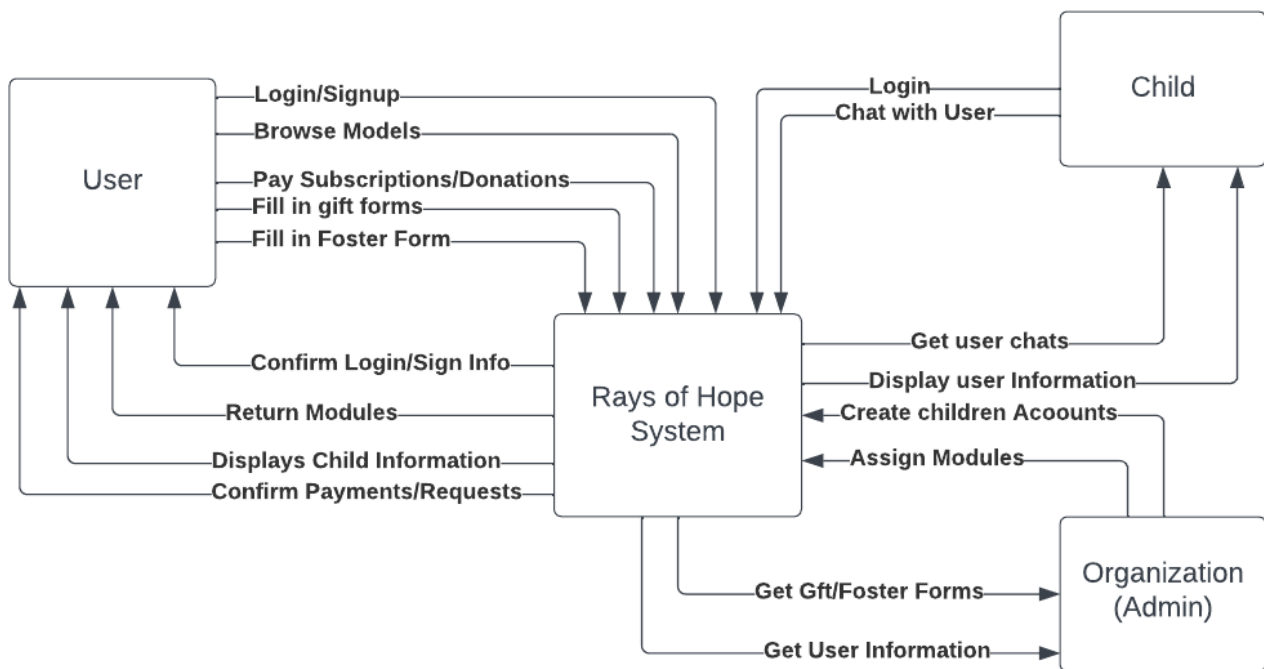 Child
Login/Signup
Login
Chat with User
Browse Models
User
Pay Subscriptions/Donations
Fill in gift forms
Fill in Foster Form
Get user chats
Confirm Login/Sign Info
Display user Information
Rays of Hope
System
Return Modules
Create children Acoounts
Assign Modules
Displays Child Information
Confirm Payments/Requests
Organization
(Admin)
Get Gft/Foster Forms
Get User Information